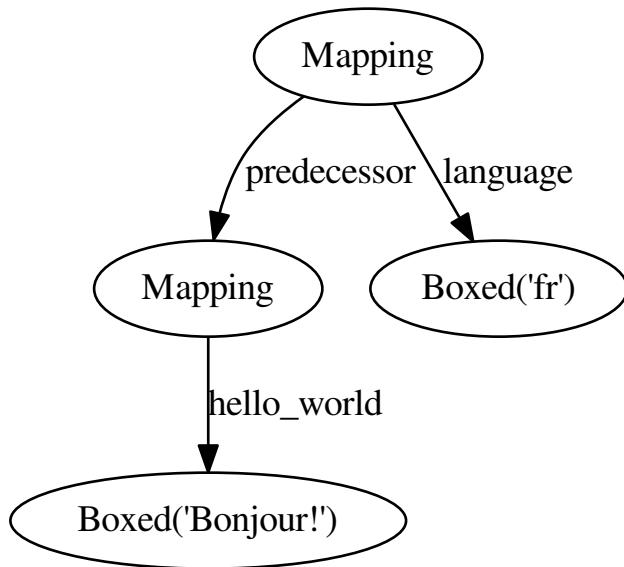 Mapping
predecessor
language
Mapping
Boxed('fr')
hello_world
Boxed('Bonjour!')